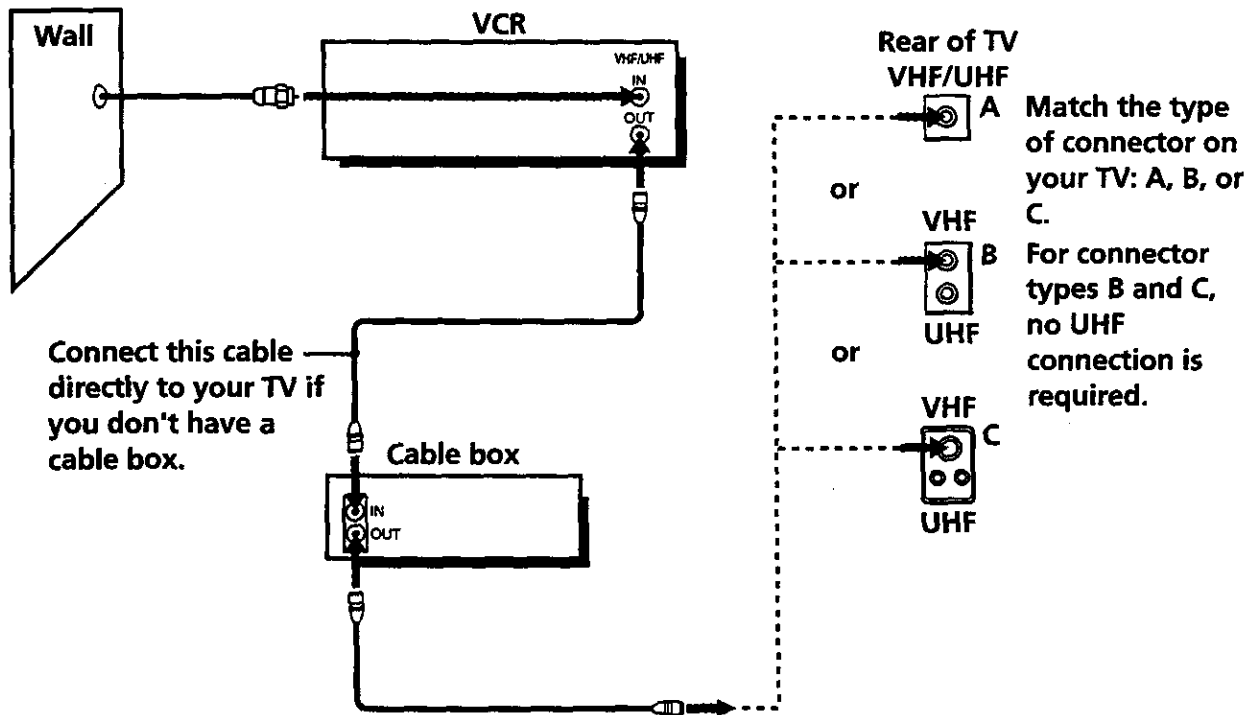 Wall
VCR
VHF/UHF
IN
OUT
Connect this cable
directly to your TV if
you don't have a
cable box.
Cable box
IN
OUT
Rear of TV
VHF/UHF
A
or
VHF
B
UHF
or
VHF
C
UHF
Match the type
of connector on
your TV: A, B, or
C.
For connector
types B and C,
no UHF
connection is
required.